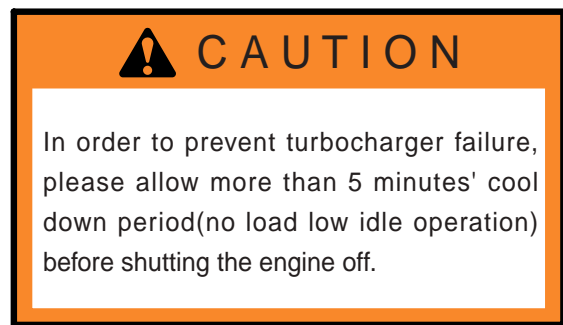 CAUTION
In order to prevent turbocharger failure,
please allow more than 5 minutes' cool
down period(no load low idle operation)
before shutting the engine off.